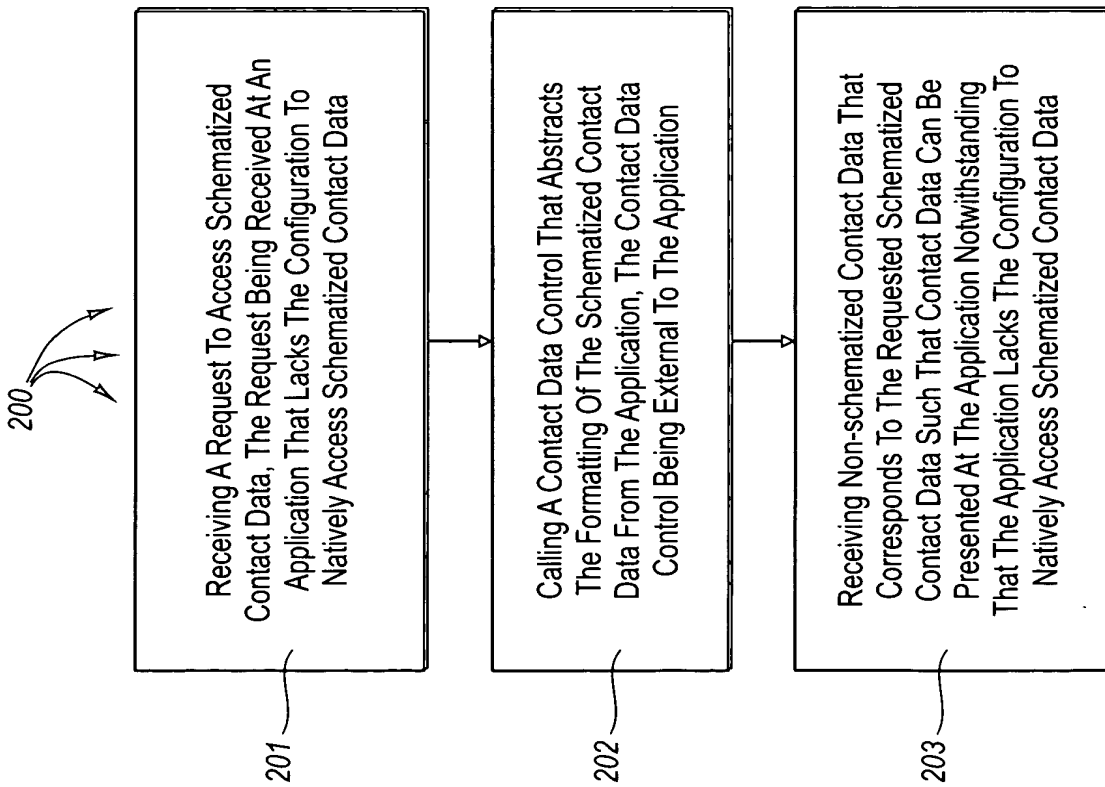 200
201
Receiving A Request To Access Schematized
Contact Data, The Request Being Received At An
Application That Lacks The Configuration To
Natively Access Schematized Contact Data
202
Calling A Contact Data Control That Abstracts
The Formatting Of The Schematized Contact
Data From The Application, The Contact Data
Control Being External To The Application
203
Receiving Non-schematized Contact Data That
Corresponds To The Requested Schematized
Contact Data Such That Contact Data Can Be
Presented At The Application Notwithstanding
That The Application Lacks The Configuration To
Natively Access Schematized Contact Data